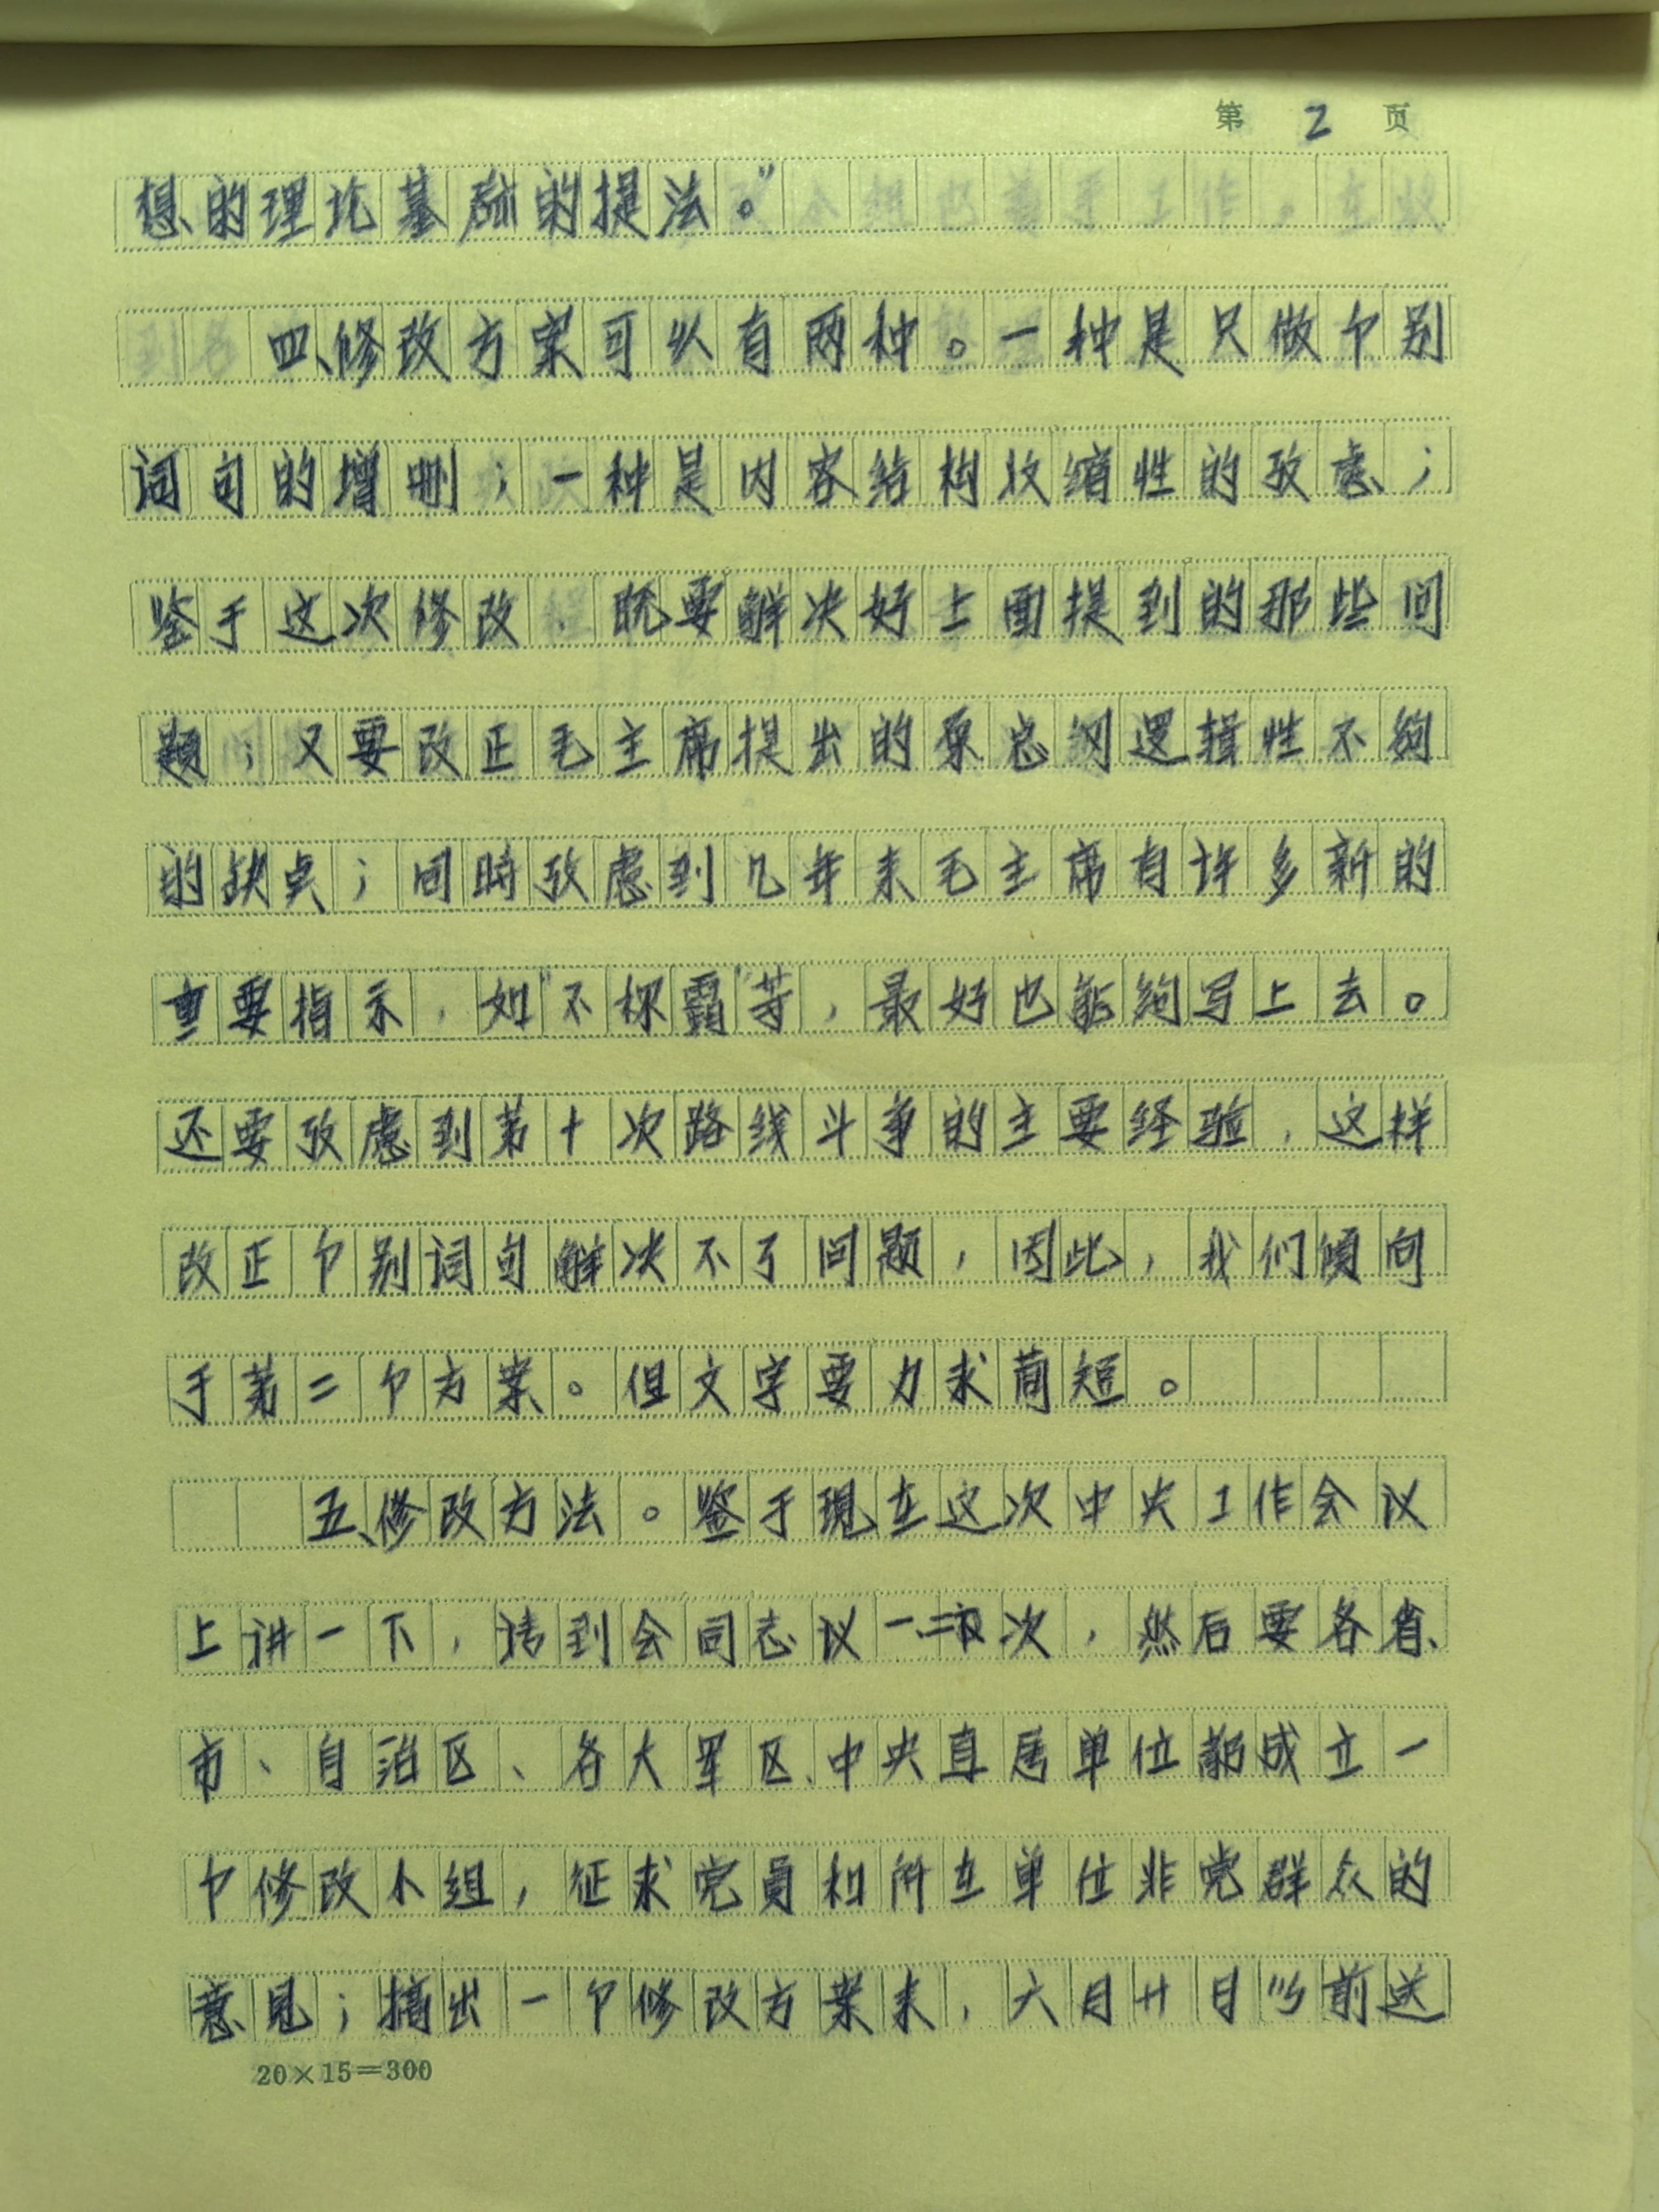 第 2 页
想的理论基础的提法。”
四、修改方案可以有两种。一种是只做个别
词句的增删；一种是内容结构收缩性的攷虑；
鉴于这次修改，既要解决好上面提到的那些问
题；又要改正毛主席提出的原总纲逻辑性不够
的缺点；同時攷虑到几年来毛主席有许多新的
重要指示，如“不称霸”等，最好也能够写上去。
还要攷虑到第十次路线斗争的主要经验，这样
改正个别词句解决不了问题，因此，我们倾向
于第二个方案。但文字要力求简短。
五、修改方法。鉴于現在这次中央工作会议
上讲一下，请到会同志议一、二次，然后要各省、
市、自治区、各大军区、中央直属单位都成立一
个修改小组，征求党员和所在单位非党群众的
意见；搞出一个修改方案来，六月廿日以前送
20×15=300